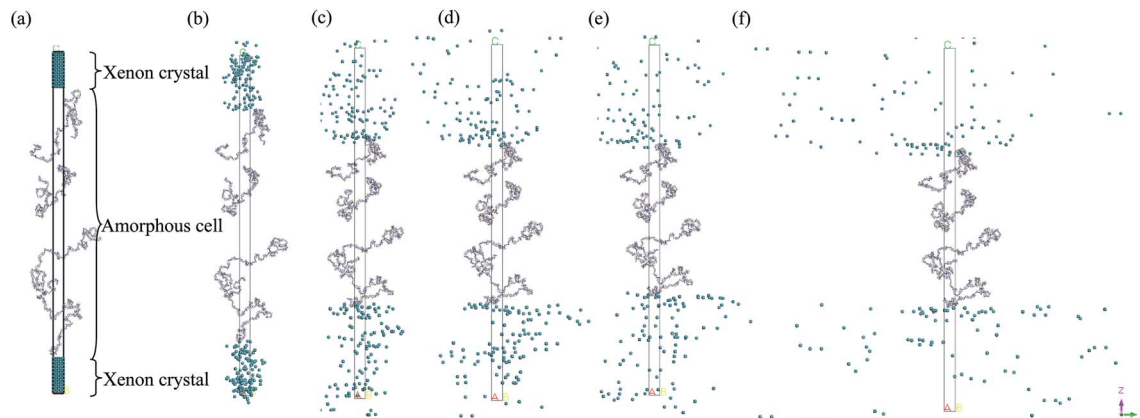 (a)
(b)
(c)
(d)
(e)
(f)
Xenon crystal
Amorphous cell
Xenon crystal
C
C
C
C
A B
A B
A B
B
Z